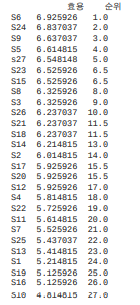 효용 순위
S6 6.925926 1.0
S24 6.837037 2.0
S9 6.637037 3.0
S5 6.614815 4.0
s27 6.548148 5.0
S23 6.525926 6.5
S15 6.525926 6.5
S8 6.325926 8.0
S3 6.325926 9.0
S26 6.237037 10.0
S21 6.237037 11.5
S18 6.237037 11.5
S14 6.214815 13.0
S2 6.014815 14.0
S17 5.925926 15.5
S20 5.925926 15.5
S12 5.925926 17.0
S4 5.814815 18.0
S22 5.725926 19.0
S11 5.614815 20.0
S7 5.525926 21.0
S25 5.437037 22.0
S13 5.414815 23.0
S1 5.214815 24.0
S19 5.125926 25.0
S16 5.125926 26.0
S10 4.814815 27.0